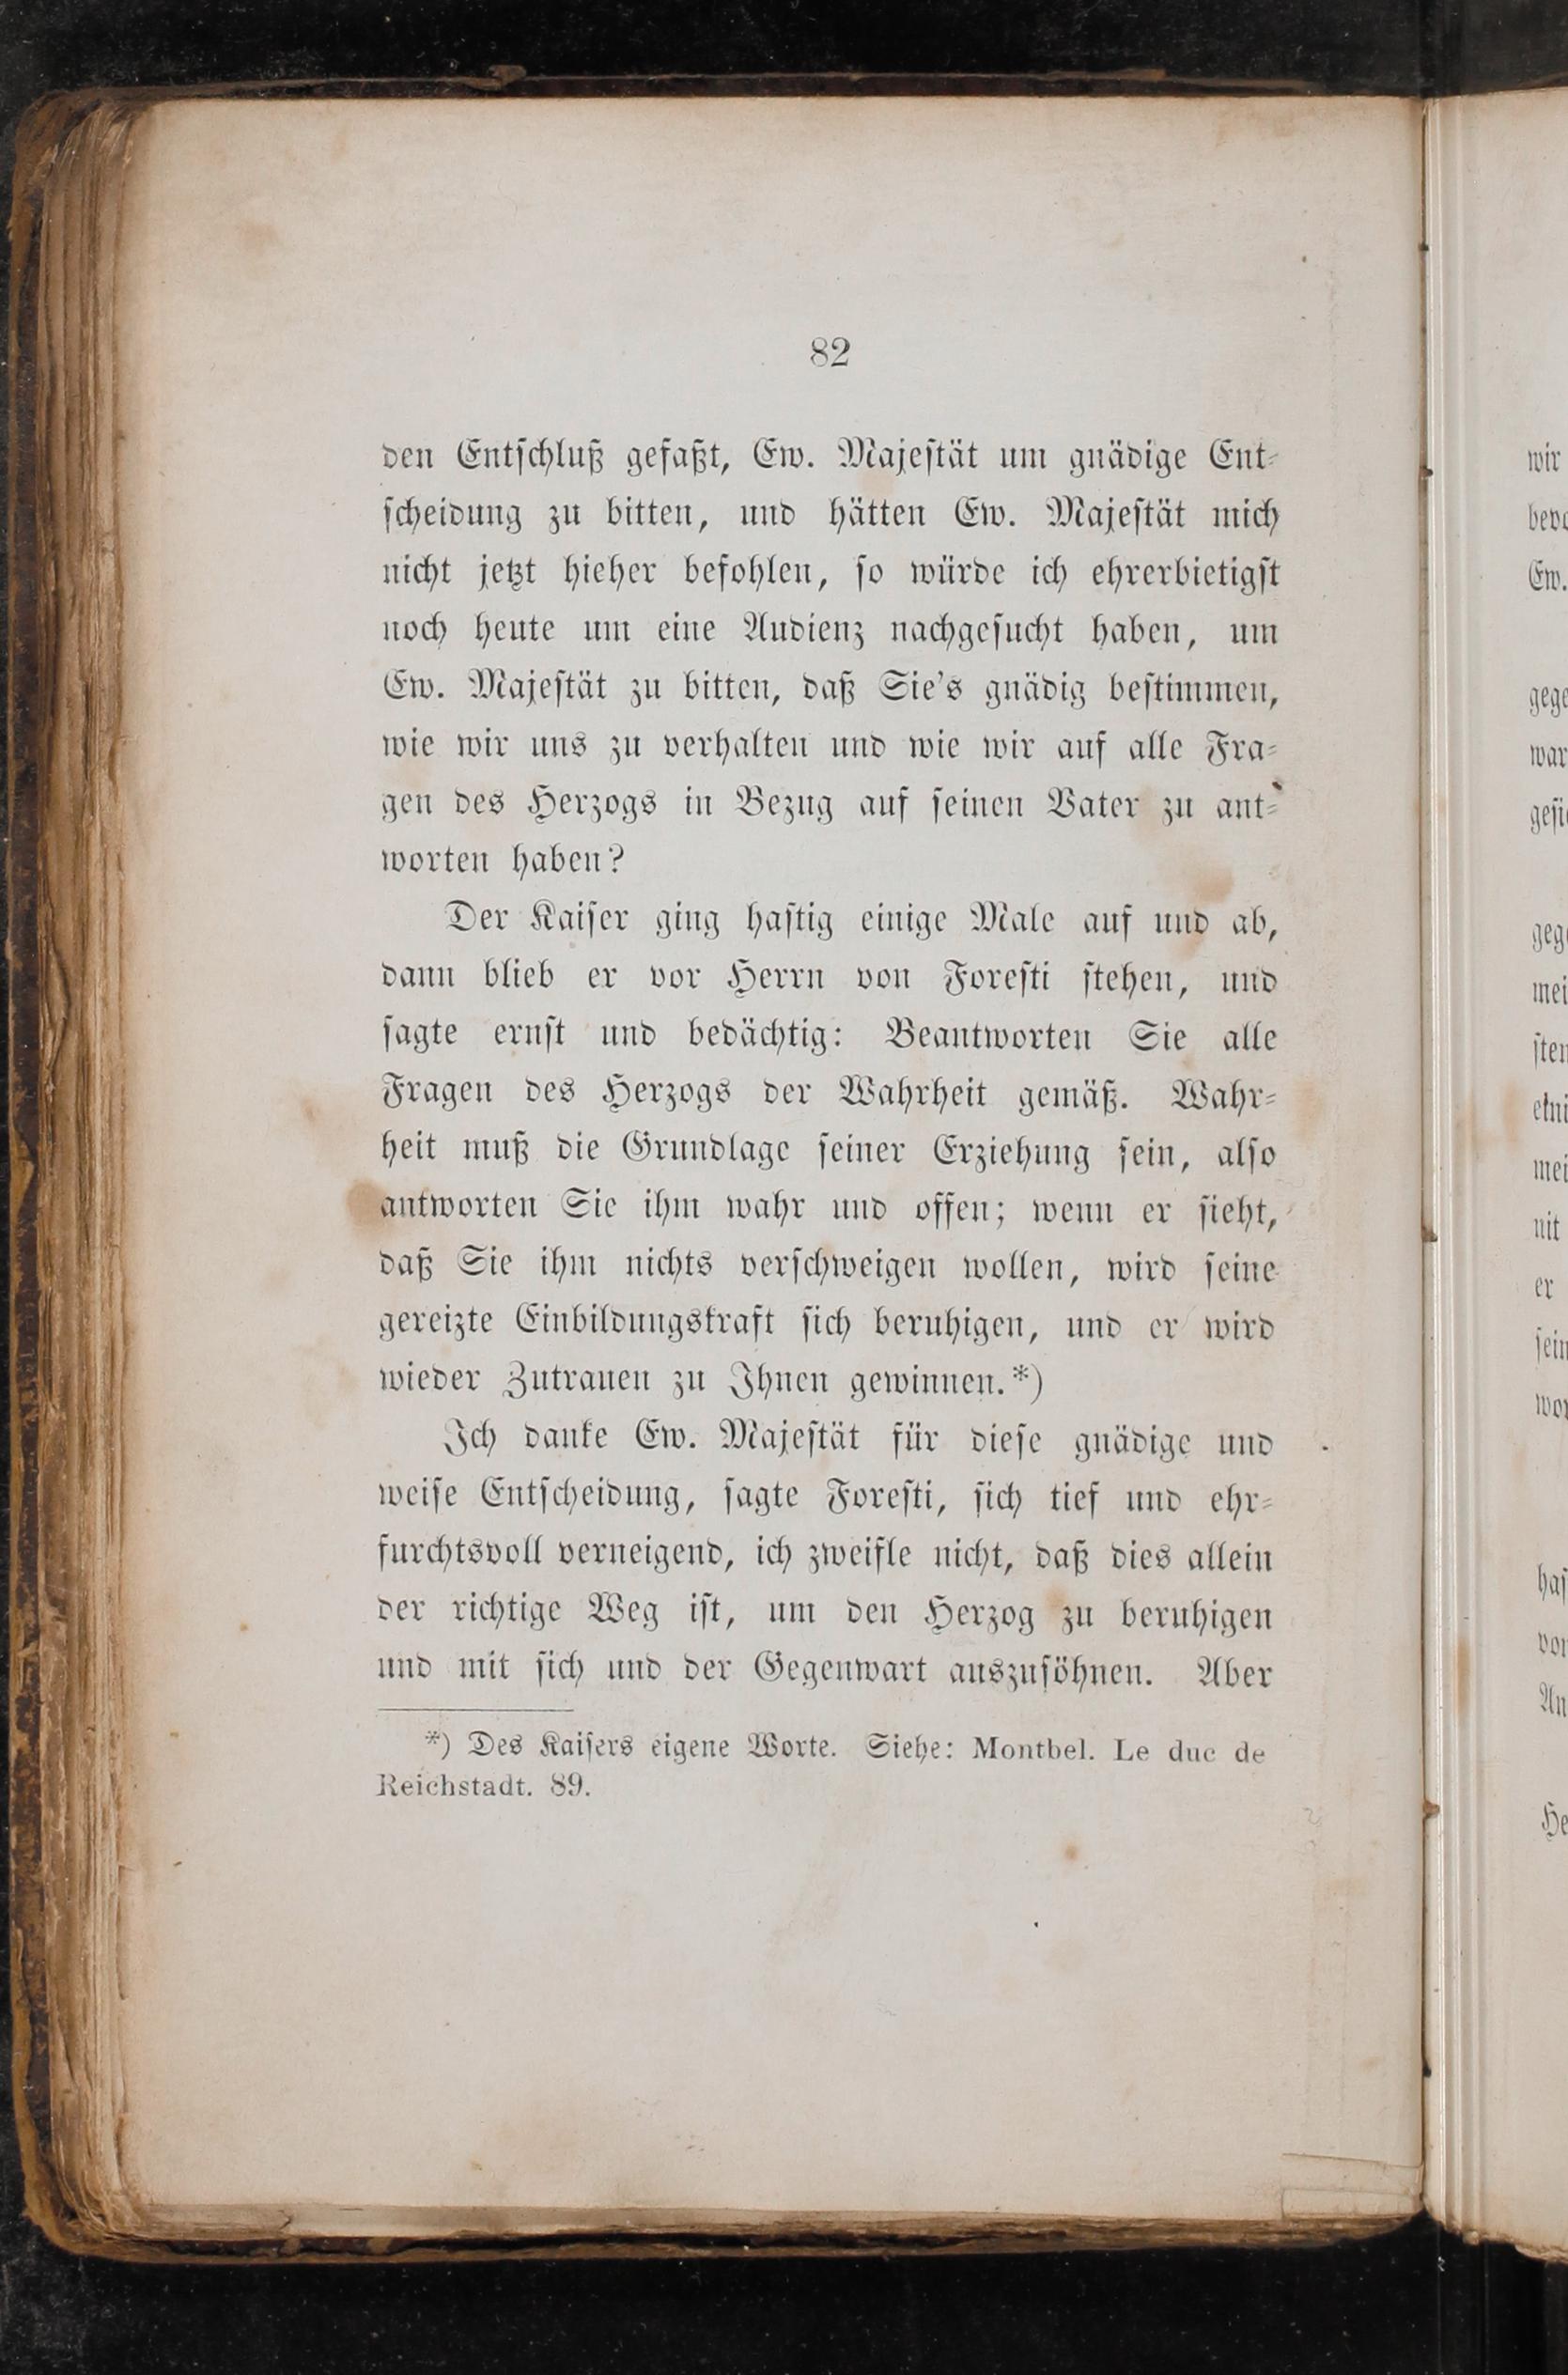 82
den Entſchluß gefaßt, Ew. Majeſtät um gnädige Ent-
ſcheidung zu bitten, und hätten Ew. Majeſtät mich
nicht jetzt hieher befohlen, ſo würde ich ehrerbietigſt
noch heute um eine Audienz nachgeſucht haben, um
Ew. Majeſtät zu bitten, daß Sie's gnädig beſtimmen,
wie wir uns zu verhalten und wie wir auf alle Fra-
gen des Herzogs in Bezug auf ſeinen Vater zu ant-
worten haben?
Der Kaiſer ging haſtig einige Male auf und ab,
dann blieb er vor Herrn von Foreſti ſtehen, und
ſagte ernſt und bedächtig: Beantworten Sie alle
Fragen des Herzogs der Wahrheit gemäß. Wahr-
heit muß die Grundlage ſeiner Erziehung ſein, alſo
antworten Sie ihm wahr und offen; wenn er ſieht,
daß Sie ihm nichts verſchweigen wollen, wird ſeine
gereizte Einbildungskraft ſich beruhigen, und er wird
wieder Zutrauen zu Ihnen gewinnen.*)
Ich danke Ew. Majeſtät für dieſe gnädige und
weiſe Entſcheidung, ſagte Foreſti, ſich tief und ehr-
furchtsvoll verneigend, ich zweifle nicht, daß dies allein
der richtige Weg iſt, um den Herzog zu beruhigen
und mit ſich und der Gegenwart auszuſöhnen. Aber
*) Des Kaiſers eigene Worte. Siehe: Montbel. Le duc de
Reichstadt. 89.
wir
Ew.
war
nit
er